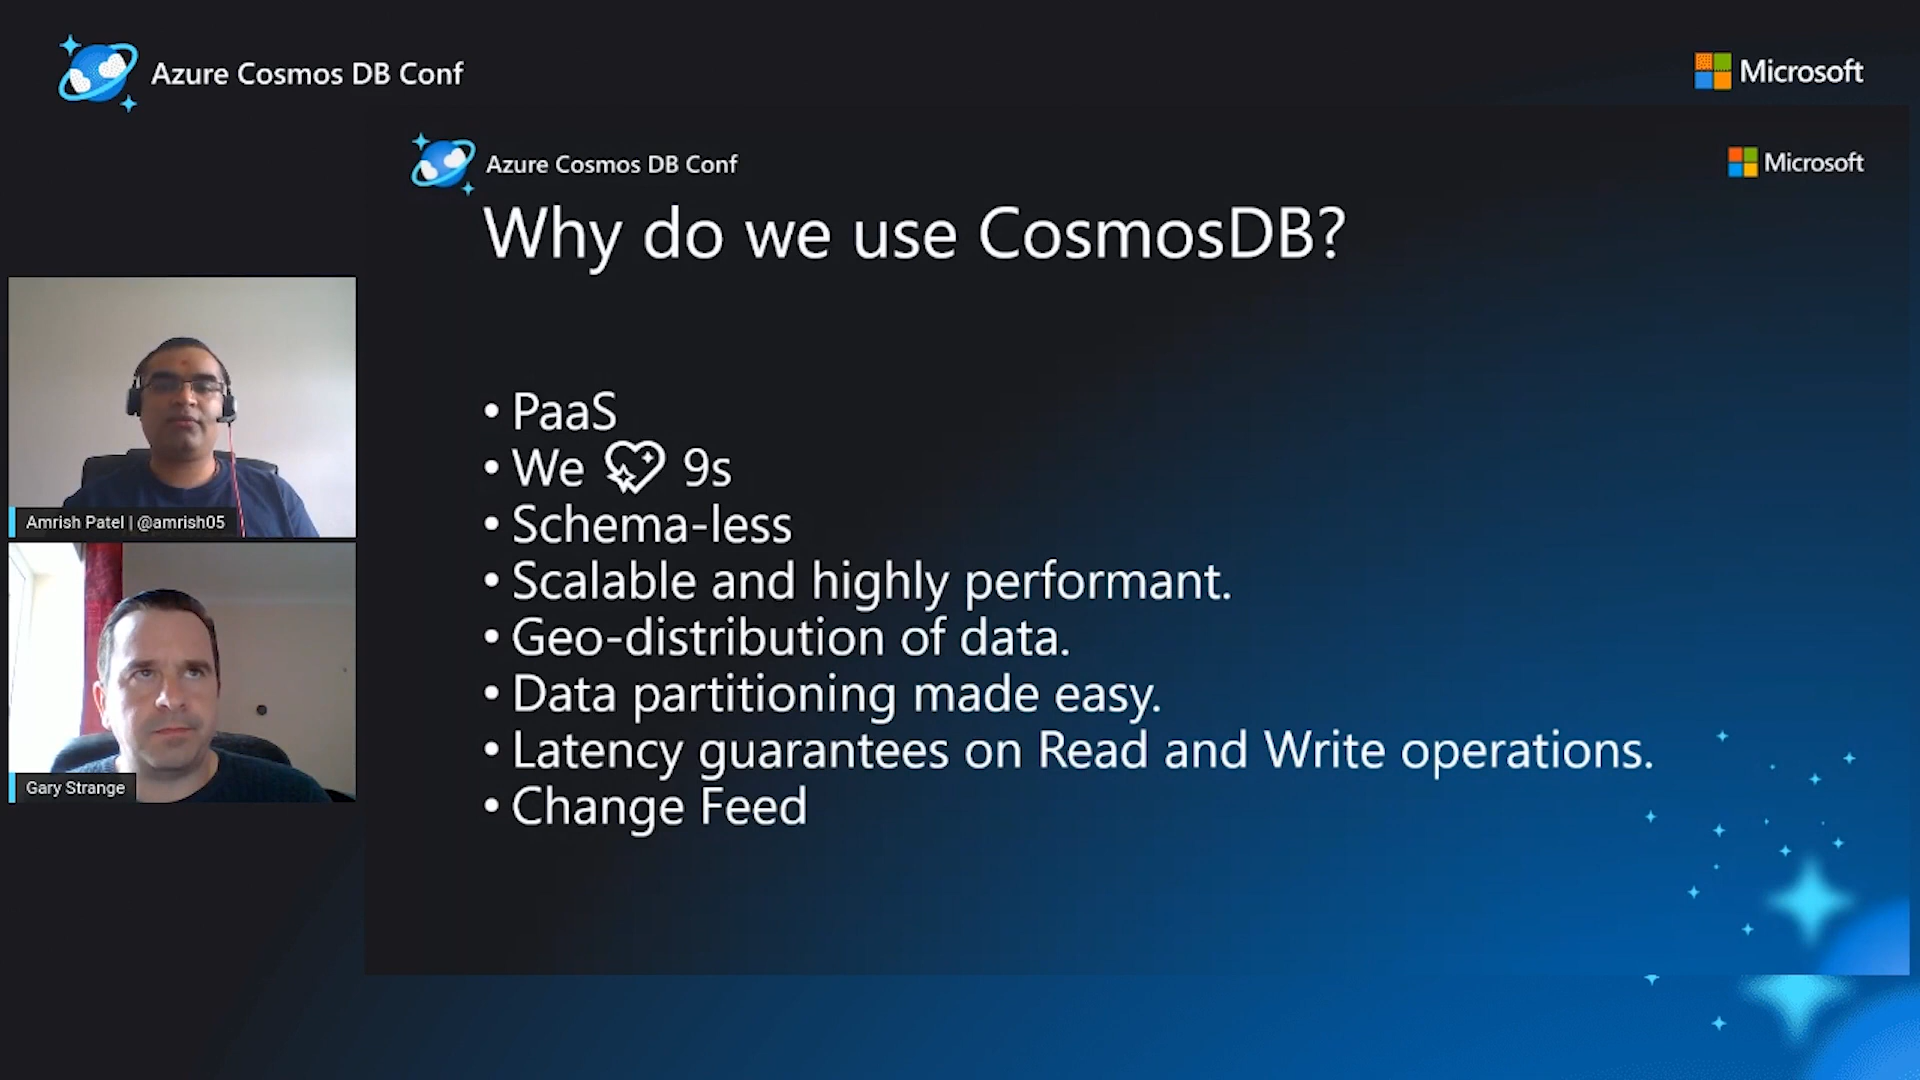 Azure Cosmos DB Conf
Microsoft
Azure Cosmos DB Conf
Microsoft
Why do we use CosmosDB?
• PaaS
• We 9s
• Schema-less
• Scalable and highly performant.
• Geo-distribution of data.
• Data partitioning made easy.
• Latency guarantees on Read and Write operations.
• Change Feed
Amrish Patel | @amrish05
Gary Strange